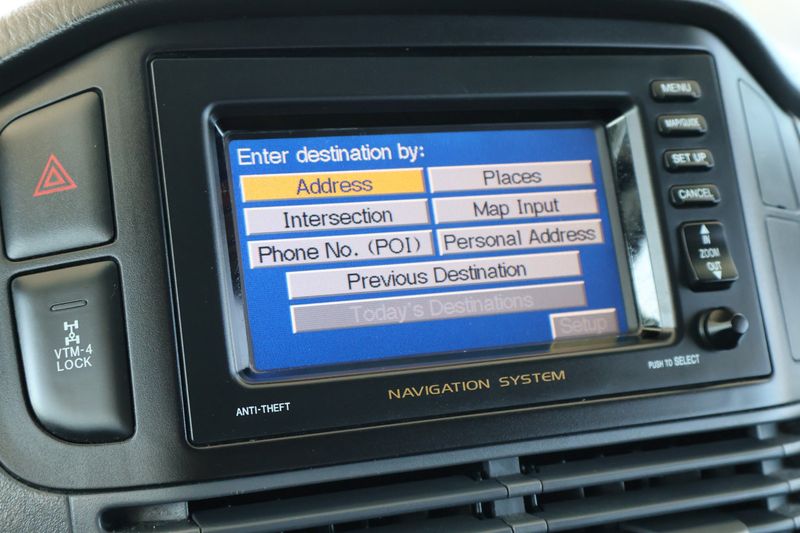 MENU
MAP/GUIDE
SET UP
CANCEL
IN
ZOOM
OUT
PUSH TO SELECT
Enter destination by:
Address
Places
Intersection
Map Input
Phone No. (POI)
Personal Address
Previous Destination
Today's Destinations
Setup
VTM-4
LOCK
ANTI-THEFT
NAVIGATION SYSTEM